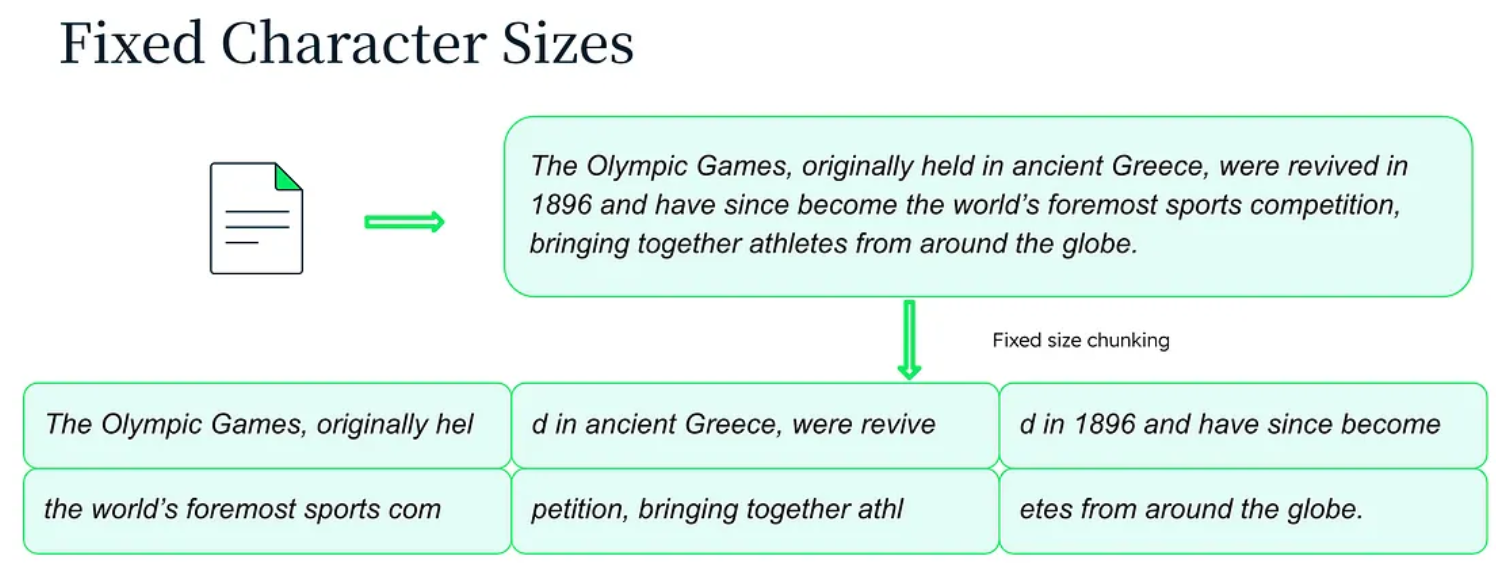 Fixed Character Sizes
The Olympic Games, originally held in ancient Greece, were revived in
1896 and have since become the world’s foremost sports competition,
bringing together athletes from around the globe.
Fixed size chunking
The Olympic Games, originally hel
d in ancient Greece, were revive
d in 1896 and have since become
the world’s foremost sports com
petition, bringing together athl
etes from around the globe.